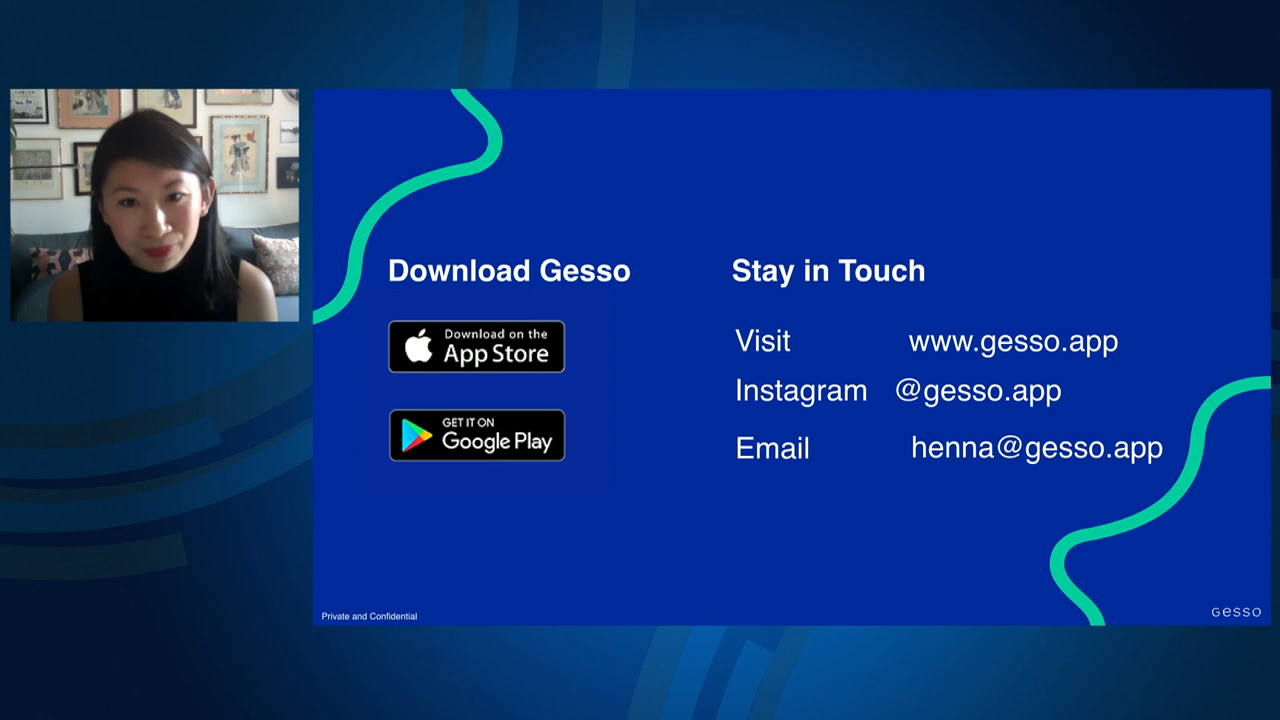 Download Gesso
Download on the
App Store
GET IT ON
Google Play
Stay in Touch
Visit www.gesso.app
Instagram @gesso.app
Email henna@gesso.app
Private and Confidential
Gesso